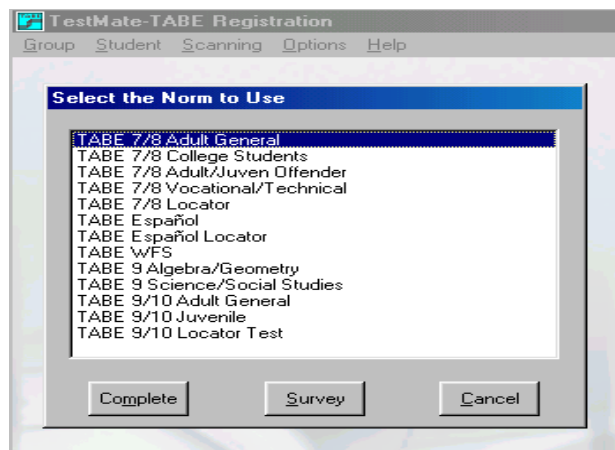 TestMate-TABE Registration
Group Student Scanning Options Help
Select the Norm to Use
TABE 7/8 Adult General
TABE 7/8 College Students
TABE 7/8 Adult/Juven Offender
TABE 7/8 Vocational/Technical
TABE 7/8 Locator
TABE Español
TABE Español Locator
TABE WFS
TABE 9 Algebra/Geometry
TABE 9 Science/Social Studies
TABE 9/10 Adult General
TABE 9/10 Juvenile
TABE 9/10 Locator Test
Complete Survey Cancel